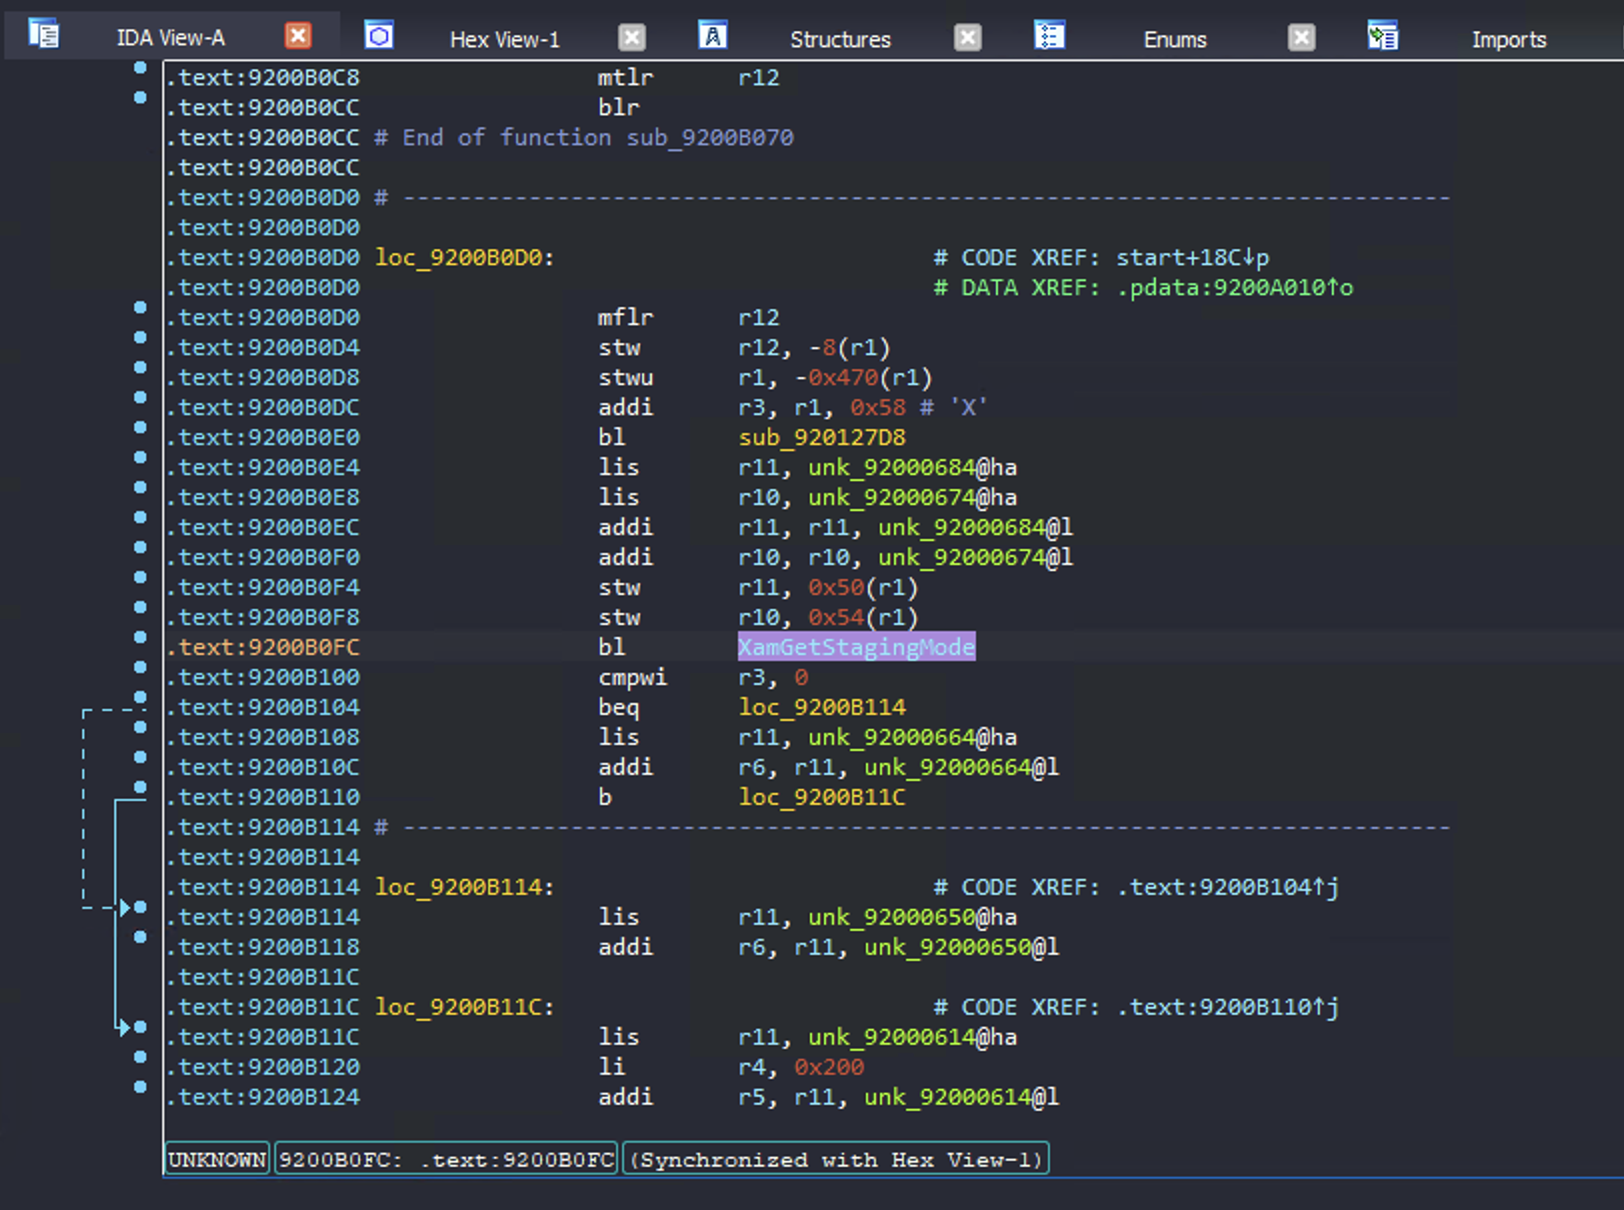 IDA View-A Hex View-1 Structures Enums Imports
.text:9200B0C8 mtlr r12
.text:9200B0CC blr
.text:9200B0CC # End of function sub_9200B070
.text:9200B0CC
.text:9200B0D0 # ---------------------------------------------------------------------------
.text:9200B0D0
.text:9200B0D0 loc_9200B0D0: # CODE XREF: start+18C↓p
.text:9200B0D0 # DATA XREF: .pdata:9200A010↑o
.text:9200B0D0 mflr r12
.text:9200B0D4 stw r12, -8(r1)
.text:9200B0D8 stwu r1, -0x470(r1)
.text:9200B0DC addi r3, r1, 0x58 # 'X'
.text:9200B0E0 bl sub_920127D8
.text:9200B0E4 lis r11, unk_92000684@ha
.text:9200B0E8 lis r10, unk_92000674@ha
.text:9200B0EC addi r11, r11, unk_92000684@l
.text:9200B0F0 addi r10, r10, unk_92000674@l
.text:9200B0F4 stw r11, 0x50(r1)
.text:9200B0F8 stw r10, 0x54(r1)
.text:9200B0FC bl XamGetStagingMode
.text:9200B100 cmpwi r3, 0
.text:9200B104 beq loc_9200B114
.text:9200B108 lis r11, unk_92000664@ha
.text:9200B10C addi r6, r11, unk_92000664@l
.text:9200B110 b loc_9200B11C
.text:9200B114 # ---------------------------------------------------------------------------
.text:9200B114
.text:9200B114 loc_9200B114: # CODE XREF: .text:9200B104↑j
.text:9200B114 lis r11, unk_92000650@ha
.text:9200B118 addi r6, r11, unk_92000650@l
.text:9200B11C
.text:9200B11C loc_9200B11C: # CODE XREF: .text:9200B110↑j
.text:9200B11C lis r11, unk_92000614@ha
.text:9200B120 li r4, 0x200
.text:9200B124 addi r5, r11, unk_92000614@l
UNKNOWN 9200B0FC: .text:9200B0FC (Synchronized with Hex View-1)